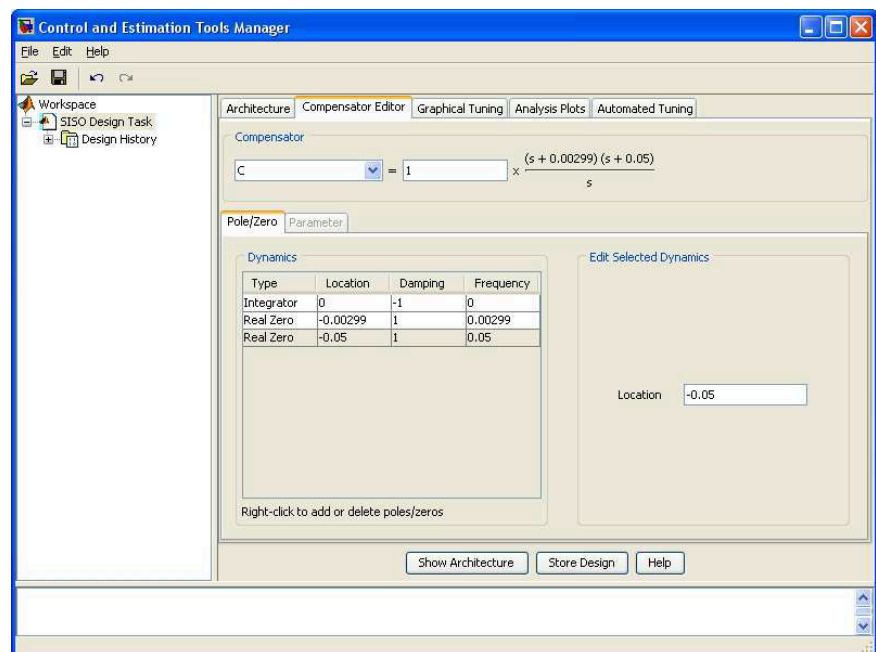 Control and Estimation Tools Manager
File Edit Help
Workspace
SISO Design Task
Design History
Architecture Compensator Editor Graphical Tuning Analysis Plots Automated Tuning
Compensator
C = 1 x (s + 0.00299) (s + 0.05)
s
Pole/Zero Parameter
Dynamics
Type Location Damping Frequency
Integrator 0 -1 0
Real Zero -0.00299 1 0.00299
Real Zero -0.05 1 0.05
Right-click to add or delete poles/zeros
Edit Selected Dynamics
Location -0.05
Show Architecture Store Design Help